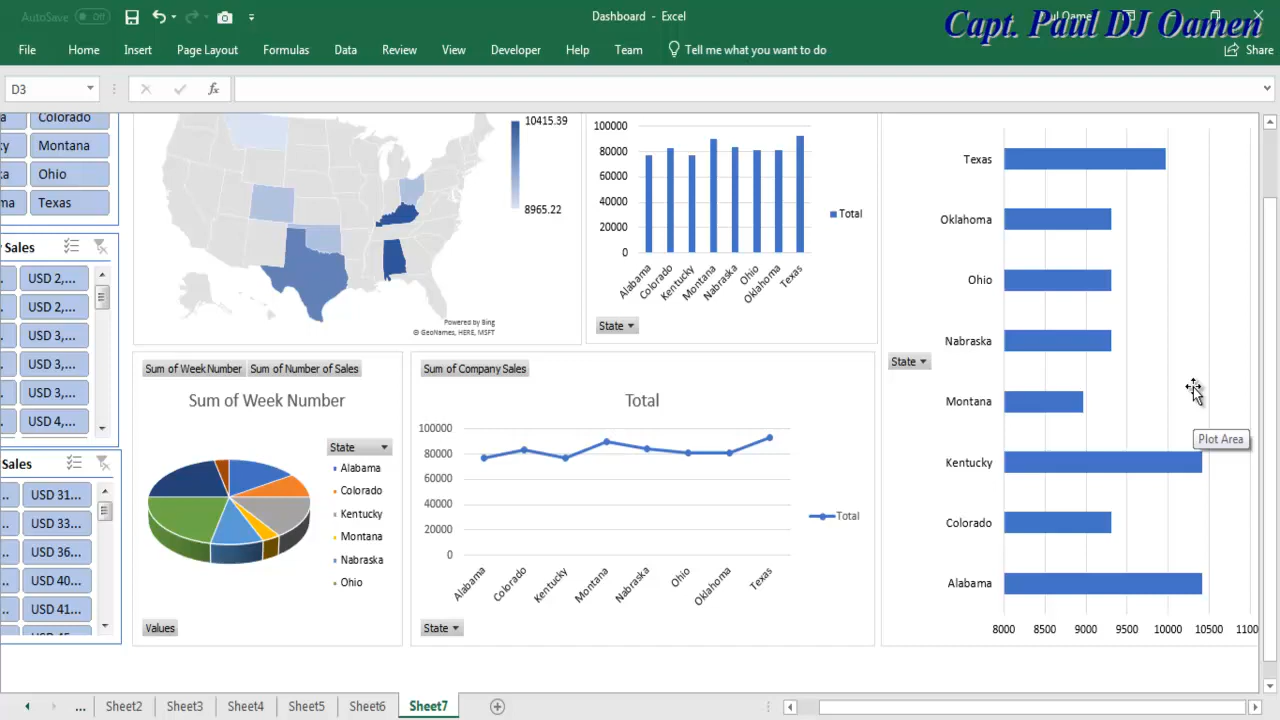 AutoSave Off
Dashboard - Excel
Capt. Paul DJ Oamen
File Home Insert Page Layout Formulas Data Review View Developer Help Team Tell me what you want to do Share
D3
fx
Colorado
Montana
Ohio
Texas
Sales
USD 2,...
USD 2,...
USD 3,...
USD 3,...
USD 3,...
USD 4,...
Sales
USD 31...
USD 33...
USD 36...
USD 40...
USD 41...
10415.39
8965.22
Powered by Bing
© GeoNames, HERE, MSFT
100000
80000
60000
40000
20000
0
Alabama
Colorado
Kentucky
Montana
Nabraska
Ohio
Oklahoma
Texas
Total
State
Sum of Week Number Sum of Number of Sales
Sum of Week Number
State
Alabama
Colorado
Kentucky
Montana
Nabraska
Ohio
Values
Sum of Company Sales
Total
100000
80000
60000
40000
20000
0
Alabama
Colorado
Kentucky
Montana
Nabraska
Ohio
Oklahoma
Texas
Total
State
Texas
Oklahoma
Ohio
Nabraska
State
Montana
Plot Area
Kentucky
Colorado
Alabama
8000 8500 9000 9500 10000 10500 1100
... Sheet2 Sheet3 Sheet4 Sheet5 Sheet6 Sheet7